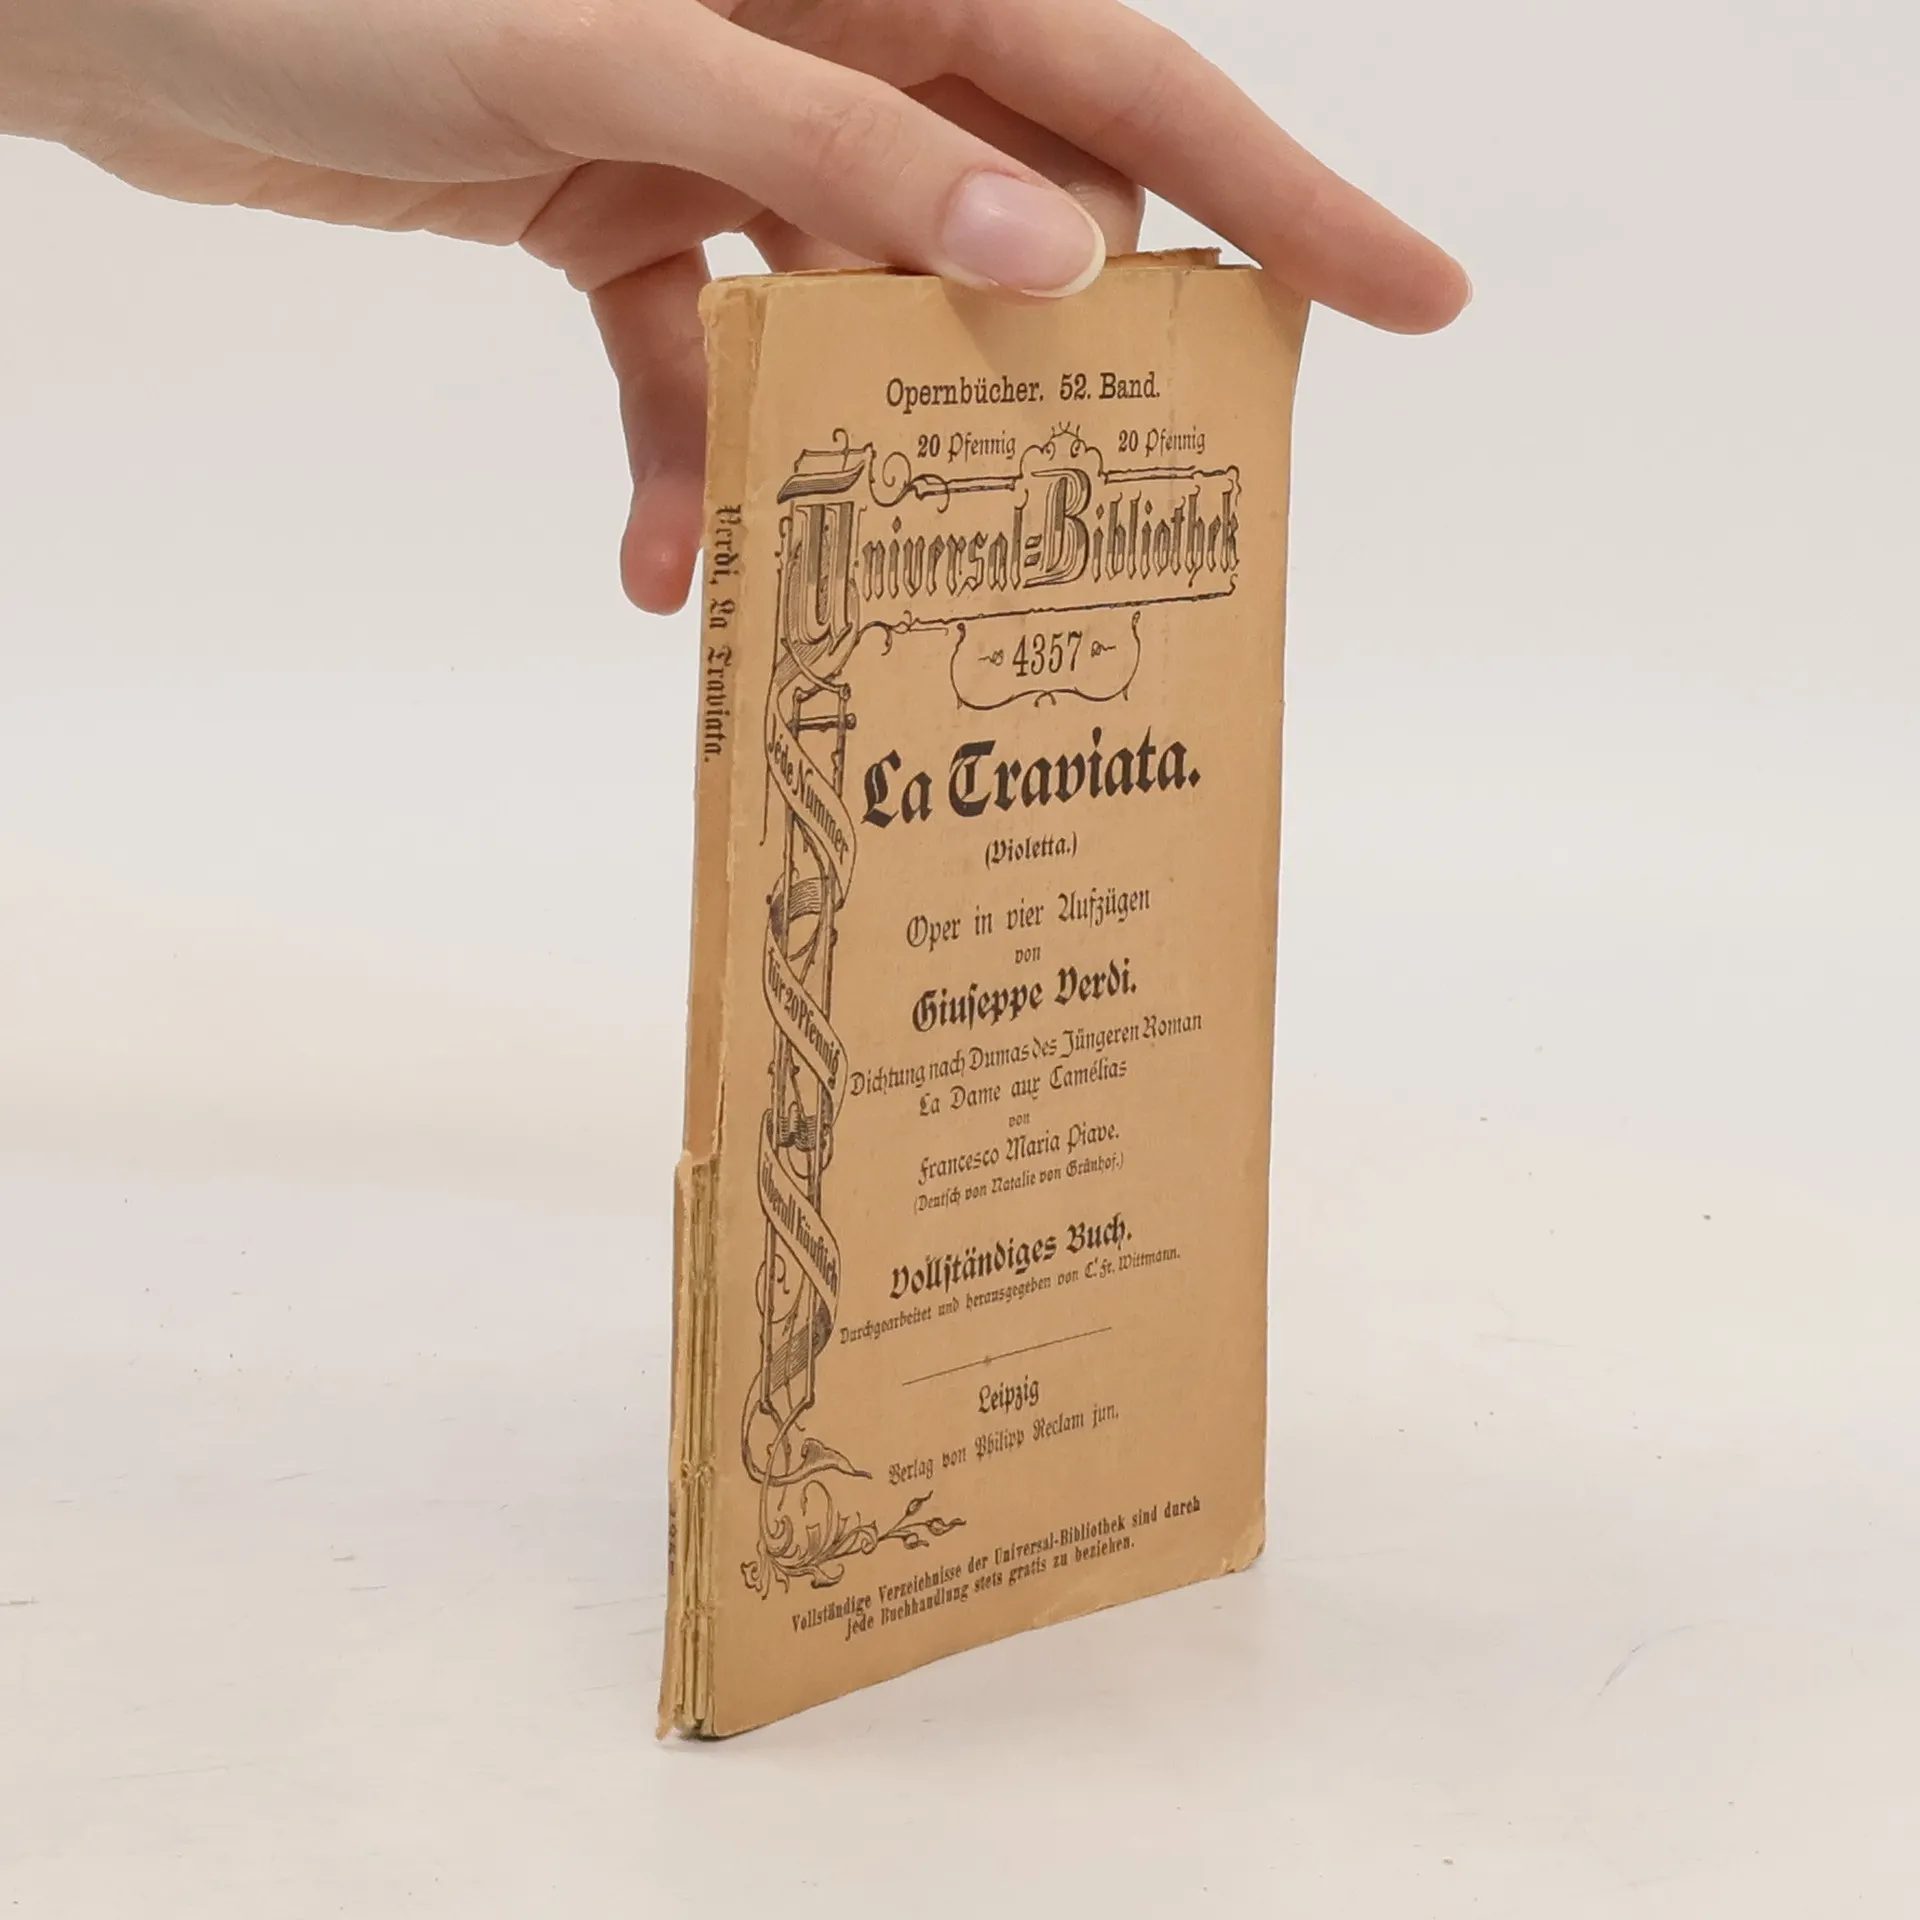 Opernbücher. 52. Band.
20 Pfennig 20 Pfennig
Universal-Bibliothek
4357
La Traviata.
(Violetta.)
Oper in vier Aufzügen
von
Giuseppe Verdi.
Dichtung nach Dumas des Jüngeren Roman
La Dame aux Camélias
von
Francesco Maria Piave.
(Deutsch von Natalie von Grünhof.)
Vollständiges Buch.
Durchgearbeitet und herausgegeben von C. Fr. Wittmann.
Leipzig
Verlag von Philipp Reclam jun.
Vollständige Verzeichnisse der Universal-Bibliothek sind durch
jede Buchhandlung stets gratis zu beziehen.
Jede Nummer
für 20 Pfennig
überall käuflich
Verdi, La Traviata.